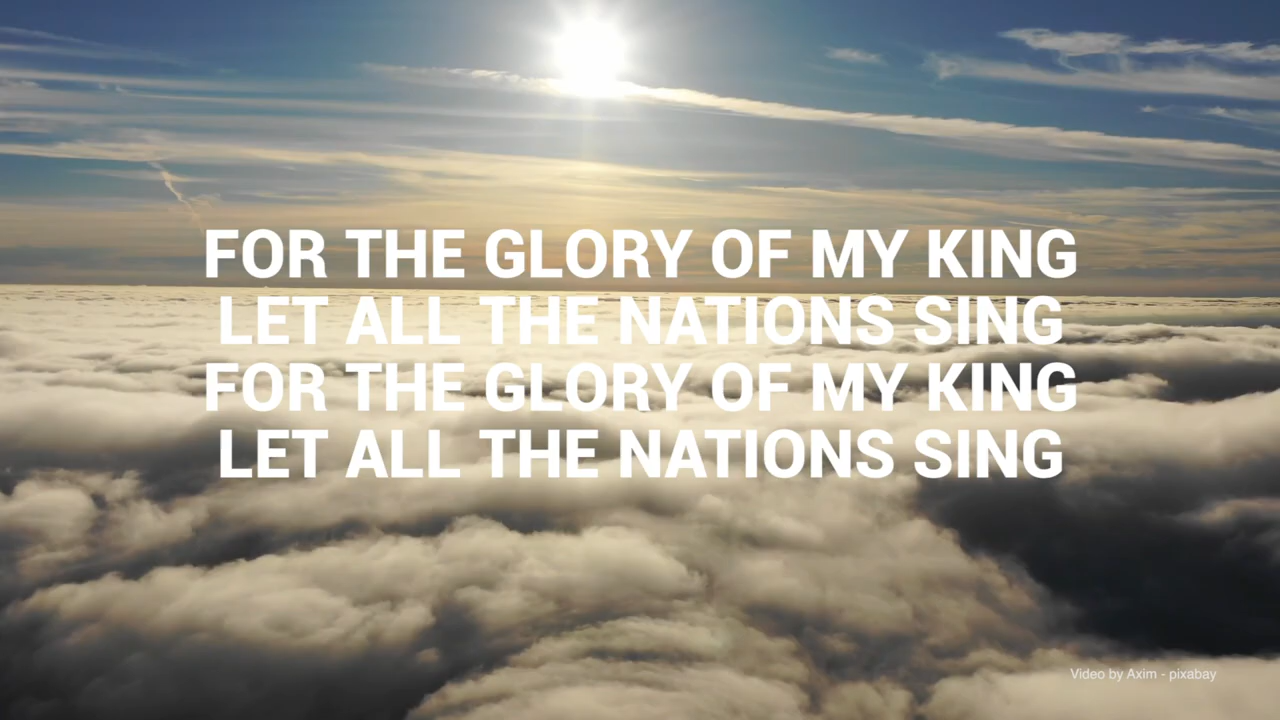 FOR THE GLORY OF MY KING
LET ALL THE NATIONS SING
FOR THE GLORY OF MY KING
LET ALL THE NATIONS SING
Video by Axim - pixabay